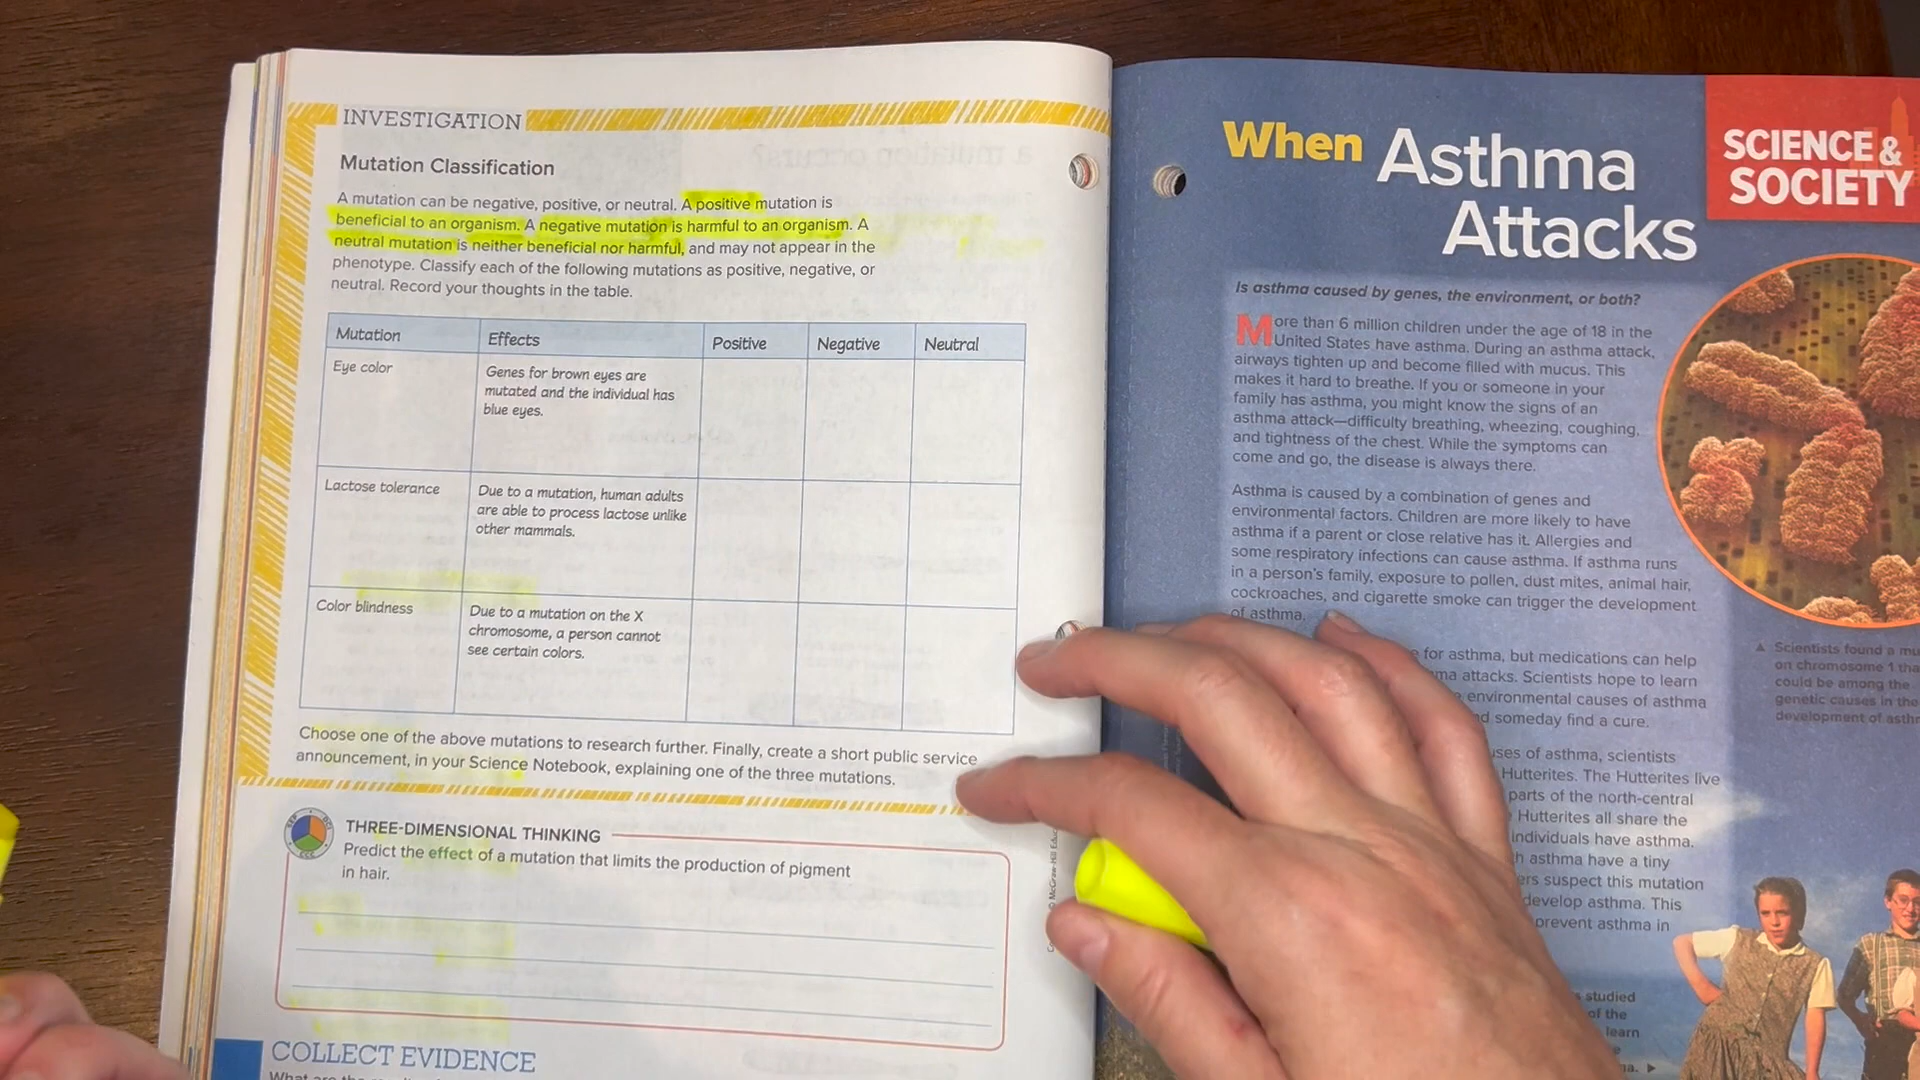 INVESTIGATION
Mutation Classification
A mutation can be negative, positive, or neutral. A positive mutation is
beneficial to an organism. A negative mutation is harmful to an organism. A
neutral mutation is neither beneficial nor harmful, and may not appear in the
phenotype. Classify each of the following mutations as positive, negative, or
neutral. Record your thoughts in the table.
Mutation Effects Positive Negative Neutral
Eye color
Genes for brown eyes are
mutated and the individual has
blue eyes.
Lactose tolerance
Due to a mutation, human adults
are able to process lactose unlike
other mammals.
Color blindness
Due to a mutation on the X
chromosome, a person cannot
see certain colors.
Choose one of the above mutations to research further. Finally, create a short public service
announcement, in your Science Notebook, explaining one of the three mutations.
THREE-DIMENSIONAL THINKING
Predict the effect of a mutation that limits the production of pigment
in hair.
COLLECT EVIDENCE
When Asthma
Attacks
SCIENCE &
SOCIETY
Is asthma caused by genes, the environment, or both?
More than 6 million children under the age of 18 in the
United States have asthma. During an asthma attack,
airways tighten up and become filled with mucus. This
makes it hard to breathe. If you or someone in your
family has asthma, you might know the signs of an
asthma attack—difficulty breathing, wheezing, coughing,
and tightness of the chest. While the symptoms can
come and go, the disease is always there.
Asthma is caused by a combination of genes and
environmental factors. Children are more likely to have
asthma if a parent or close relative has it. Allergies and
some respiratory infections can cause asthma. If asthma runs
in a person's family, exposure to pollen, dust mites, animal hair,
cockroaches, and cigarette smoke can trigger the development
of asthma.
for asthma, but medications can help
attacks. Scientists hope to learn
environmental causes of asthma
someday find a cure.
of asthma, scientists
Hutterites. The Hutterites live
parts of the north-central
Hutterites all share the
individuals have asthma.
asthma have a tiny
suspect this mutation
develop asthma. This
prevent asthma in
▲ Scientists found a
on chromosome 1
could be among the
genetic causes in the
development of
studied
of the
learn